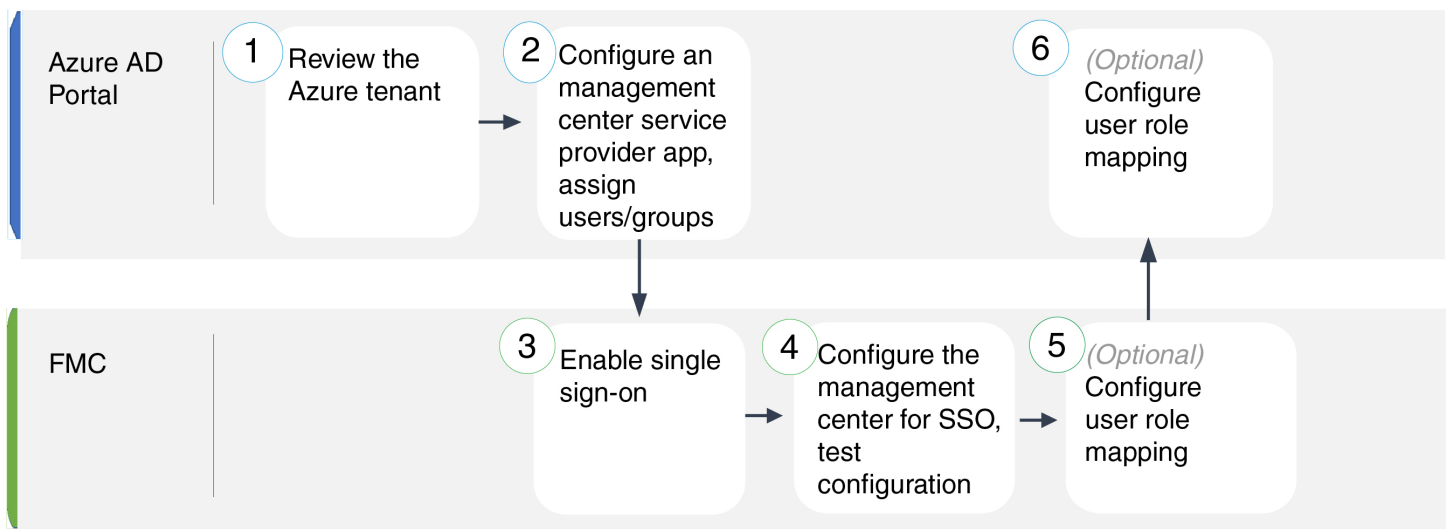 Azure AD
Portal
1
Review the
Azure tenant
2
Configure an
management
center service
provider app,
assign
users/groups
6
(Optional)
Configure
user role
mapping
FMC
3
Enable single
sign-on
4
Configure the
management
center for SSO,
test
configuration
5
(Optional)
Configure
user role
mapping